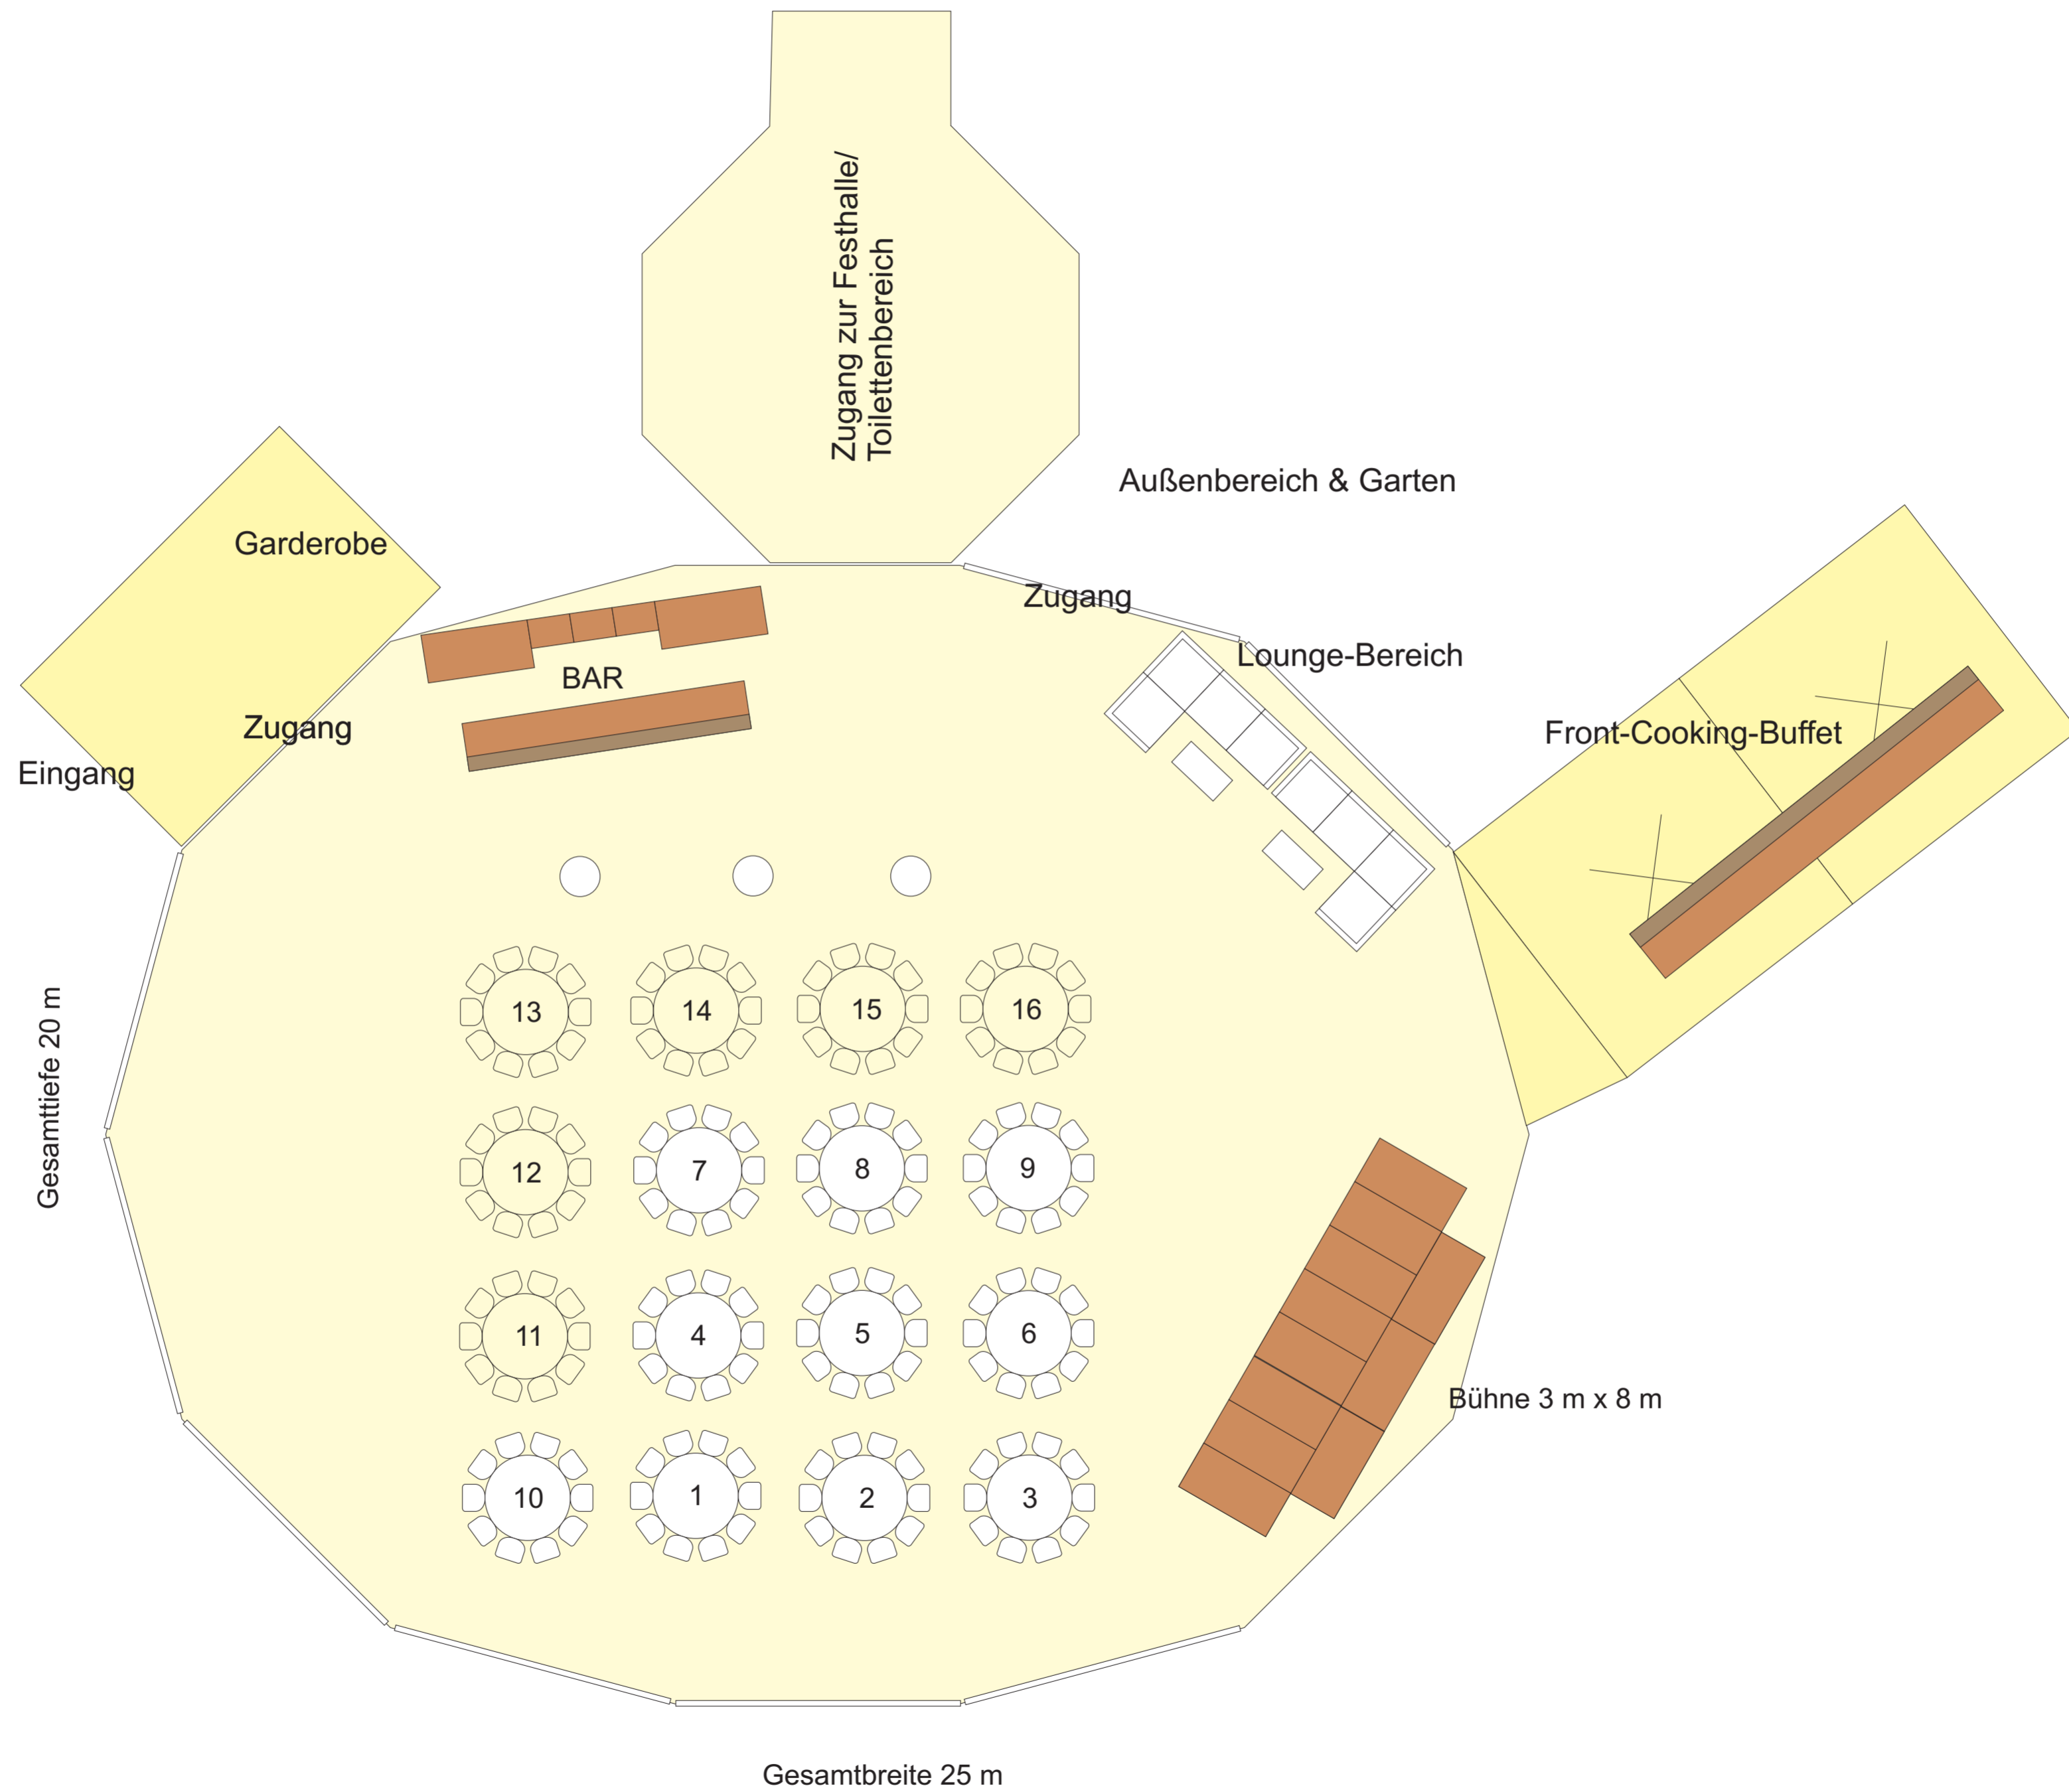 Zugang zur Festhalle/
Toilettenbereich
Außenbereich & Garten
Garderobe
Zugang
Lounge-Bereich
BAR
Zugang
Front-Cooking-Buffet
Eingang
13
14
15
16
Gesamttiefe 20 m
12
7
8
9
11
4
5
6
Bühne 3 m x 8 m
10
1
2
3
Gesamtbreite 25 m